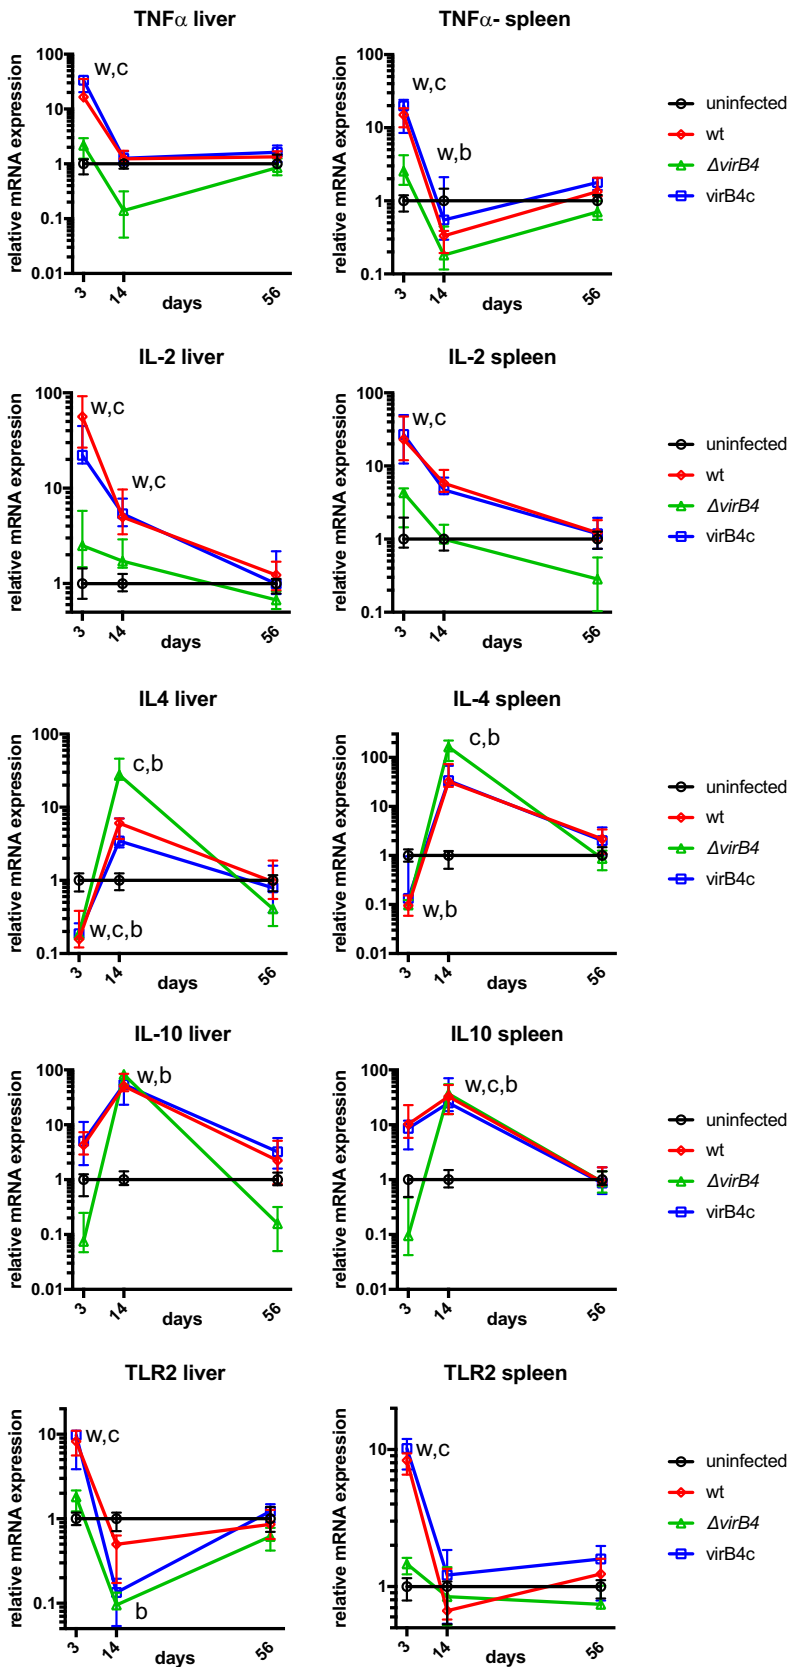 TNFα liver
TNFα- spleen
relative mRNA expression
100
10
1
0.1
0.01
w,c
3
14
56
days
relative mRNA expression
100
10
1
0.1
w,c
w,b
3
14
56
days
uninfected
wt
ΔvirB4
virB4c
IL-2 liver
IL-2 spleen
relative mRNA expression
100
10
1
w,c
w,c
3
14
56
days
relative mRNA expression
100
10
1
0.1
w,c
3
14
56
days
uninfected
wt
ΔvirB4
virB4c
IL4 liver
IL-4 spleen
relative mRNA expression
100
10
1
0.1
c,b
w,c,b
3
14
56
days
relative mRNA expression
100
10
1
0.1
0.01
c,b
w,b
3
14
56
days
uninfected
wt
ΔvirB4
virB4c
IL-10 liver
IL10 spleen
relative mRNA expression
100
10
1
0.1
0.01
w,b
3
14
56
days
relative mRNA expression
100
10
1
0.1
0.01
w,c,b
3
14
56
days
uninfected
wt
ΔvirB4
virB4c
TLR2 liver
TLR2 spleen
relative mRNA expression
10
1
0.1
w,c
b
3
14
56
days
relative mRNA expression
10
1
w,c
3
14
56
days
uninfected
wt
ΔvirB4
virB4c